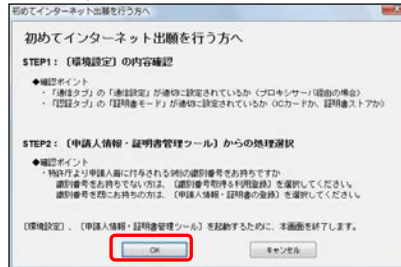 初めてインターネット出願を行う方へ
初めてインターネット出願を行う方へ
STEP1：〔環境設定〕の内容確認
◆確認ポイント
・「通信タブ」の「通信設定」が適切に設定されているか（プロキシサーバ経由の場合）
・「認証タブ」の「証明書モード」が適切に設定されているか（ICカードか、証明書ストアか）
STEP2：〔申請人情報・証明書管理ツール〕からの処理選択
◆確認ポイント
・特許庁より申請人毎に付与される9桁の識別番号をお持ちですか
識別番号をお持ちでない方は、〔識別番号取得&利用登録〕を選択してください。
識別番号を既にお持ちの方は、〔申請人情報・証明書の登録〕を選択してください。
〔環境設定〕、〔申請人情報・証明書管理ツール〕を起動するために、本画面を終了します。
OK
キャンセル